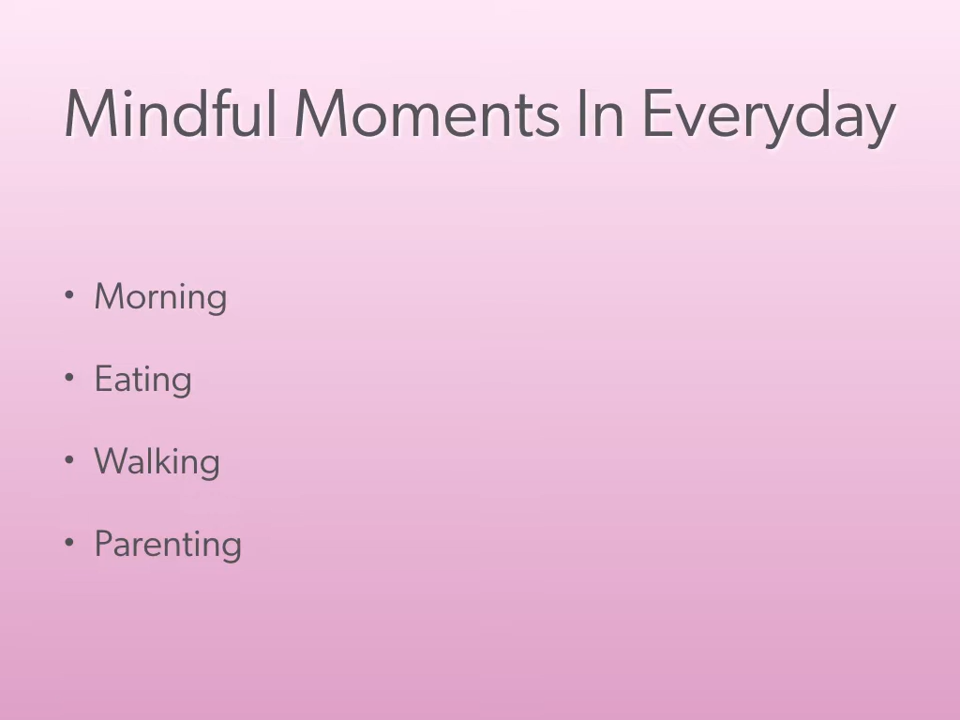 Mindful Moments In Everyday
• Morning
• Eating
• Walking
• Parenting